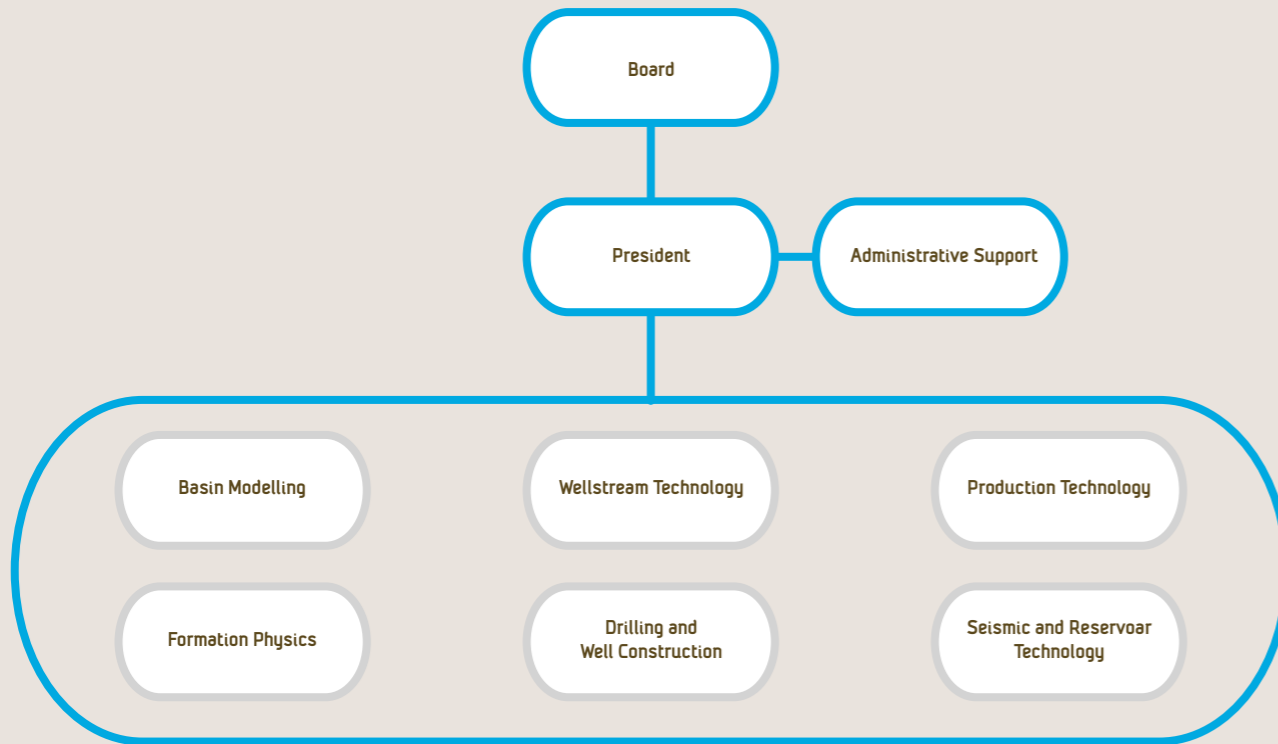 Board
President
Administrative Support
Basin Modelling
Wellstream Technology
Production Technology
Formation Physics
Drilling and
Well Construction
Seismic and Reservoar
Technology